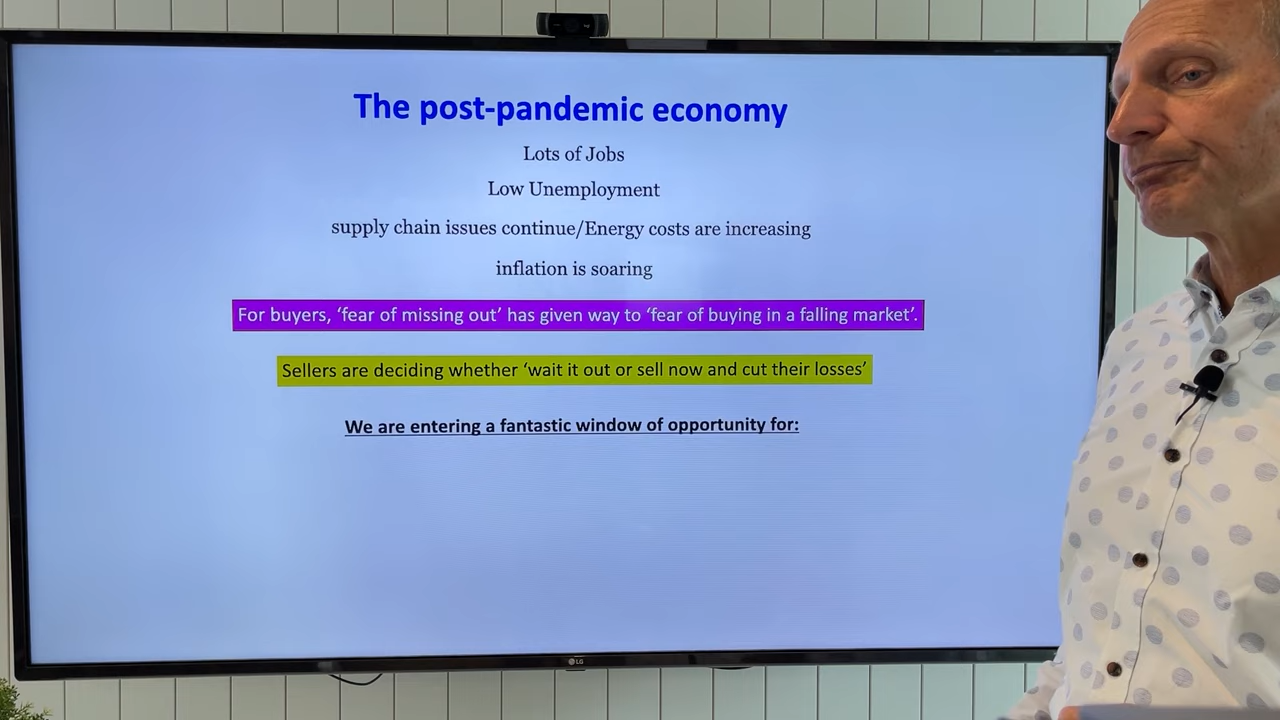 The post-pandemic economy
Lots of Jobs
Low Unemployment
supply chain issues continue/Energy costs are increasing
inflation is soaring
For buyers, ‘fear of missing out’ has given way to ‘fear of buying in a falling market’.
Sellers are deciding whether ‘wait it out or sell now and cut their losses’
We are entering a fantastic window of opportunity for:
LG